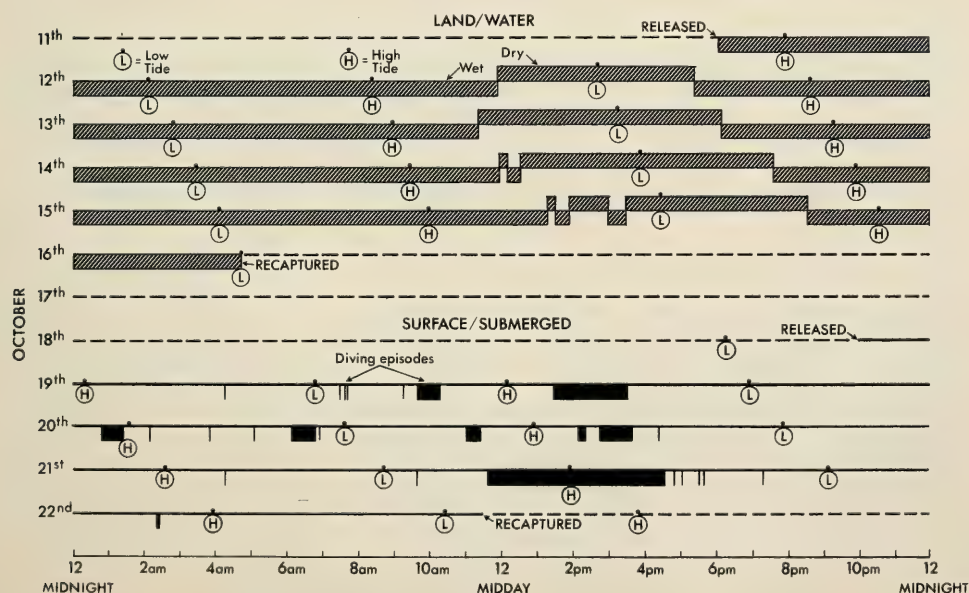 LAND/WATER
RELEASED
11th
L = Low Tide
H = High Tide
Dry
Wet
12th
L
H
L
H
H
13th
L
H
L
H
14th
L
H
L
H
15th
L
H
L
H
16th
RECAPTURED
L
17th
OCTOBER
SURFACE/SUBMERGED
18th
RELEASED
L
Diving episodes
19th
H
L
H
L
20th
H
L
H
L
21st
H
L
H
L
22nd
H
L
RECAPTURED
H
12 2am 4am 6am 8am 10am 12 2pm 4pm 6pm 8pm 10pm 12
MIDNIGHT MIDDAY MIDNIGHT